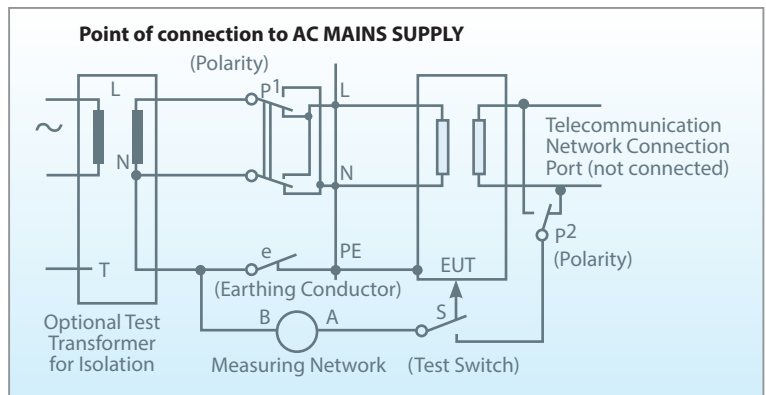 Point of connection to AC MAINS SUPPLY
(Polarity)
L
P1
L
N
N
Telecommunication
Network Connection
Port (not connected)
P2
(Polarity)
e
PE
EUT
T
(Earthing Conductor)
B
A
S
Optional Test
Transformer
for Isolation
Measuring Network
(Test Switch)